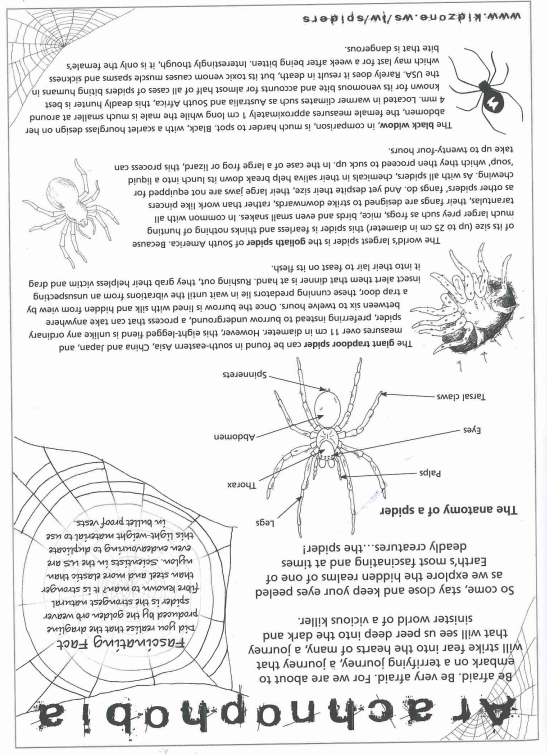 Arachnophobia
Be afraid. Be very afraid. For we are about to
embark on a terrifying journey, a journey that
will strike fear into the hearts of many, a journey
that will see us peer deep into the dark and
sinister world of a vicious killer.
So come, stay close and keep your eyes peeled
as we explore the hidden realms of one of
Earth's most fascinating and at times
deadly creatures...the spider!
Fascinating Fact
Did you realise that the dragline
produced by the golden orb weaver
spider is the strongest natural
fibre known to man? It is stronger
than steel and more elastic than
nylon. Scientists in the US are
even endeavouring to duplicate
this light-weight material to use
in bullet proof vests.
The anatomy of a spider
Legs
Palps
Thorax
Eyes
Abdomen
Tarsal claws
Spinnerets
The giant trapdoor spider can be found in south-eastern Asia, China and Japan, and
measures over 11 cm in diameter. However, this eight-legged fiend is unlike any ordinary
spider, preferring instead to burrow underground, a process that can take anywhere
between six to twelve hours. Once the burrow is lined with silk and hidden from view by
a trap door, these cunning predators lie in wait until the vibrations from an unsuspecting
insect alert them that dinner is at hand. Rushing out, they grab their helpless victim and drag
it into their lair to feast on its flesh.
The world's largest spider is the goliath spider of South America. Because
of its size (up to 25 cm in diameter) this spider is fearless and thinks nothing of hunting
much larger prey such as frogs, mice, birds and even small snakes. In common with all
tarantulas, their fangs are designed to strike downwards, rather than work like pincers
as other spiders' fangs do. And yet despite their size, their large jaws are not equipped for
chewing. As with all spiders, chemicals in their saliva help break down its lunch into a liquid
'soup', which they then proceed to suck up. In the case of a large frog or lizard, this process can
take up to twenty-four hours.
The black widow, in comparison, is much harder to spot. Black, with a scarlet hourglass design on her
abdomen, the female measures approximately 1 cm long while the male is much smaller at around
4 mm. Located in warmer climates such as Australia and South Africa, this deadly hunter is best
known for its venomous bite and accounts for almost half of all cases of spiders biting humans in
the USA. Rarely does it result in death, but its toxic venom causes muscle spasms and sickness
which may last for a week after being bitten. Interestingly though, it is only the female's
bite that is dangerous.
www.kidzone.ws/jw/spiders